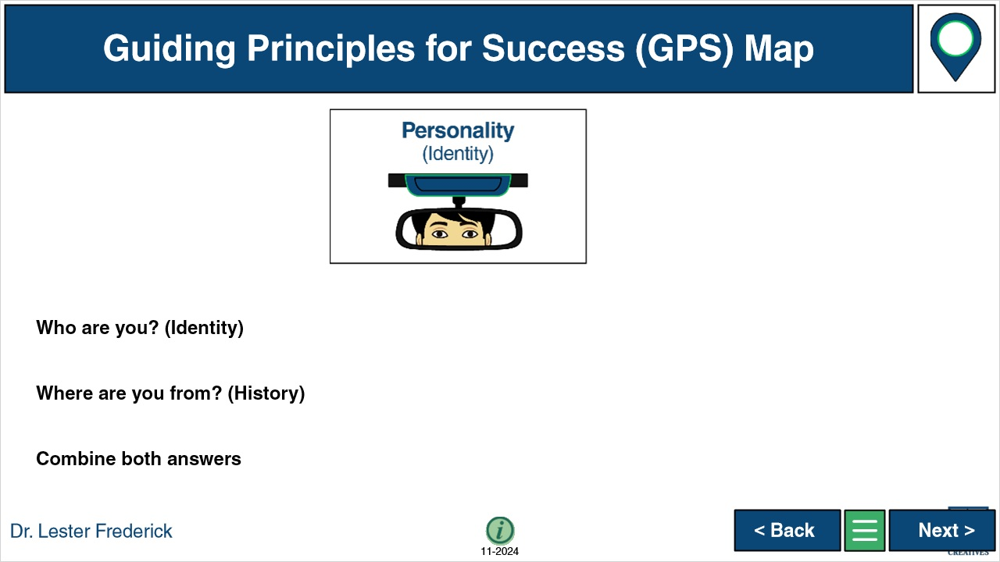 Guiding Principles for Success (GPS) Map
Personality
(Identity)
Who are you? (Identity)
Where are you from? (History)
Combine both answers
Dr. Lester Frederick
i
11-2024
< Back
Next >
CREATIVES